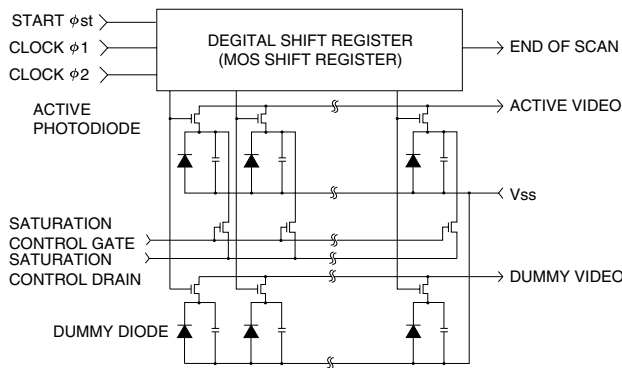 START ϕst
CLOCK ϕ1
CLOCK ϕ2
DEGITAL SHIFT REGISTER
(MOS SHIFT REGISTER)
END OF SCAN
ACTIVE
PHOTODIODE
ACTIVE VIDEO
Vss
SATURATION
CONTROL GATE
SATURATION
CONTROL DRAIN
DUMMY VIDEO
DUMMY DIODE